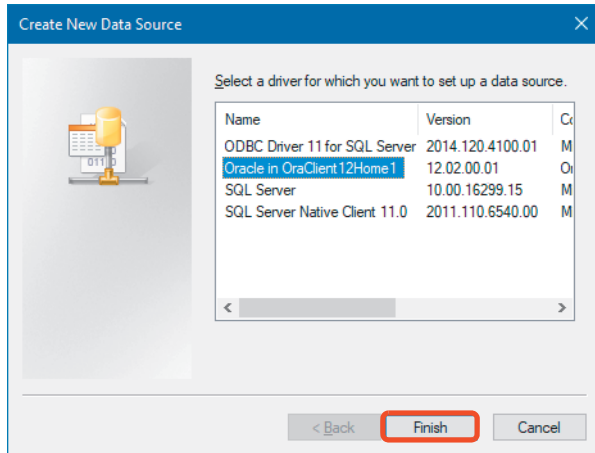 Create New Data Source
Select a driver for which you want to set up a data source.
Name Version Co
ODBC Driver 11 for SQL Server 2014.120.4100.01 M
Oracle in OraClient12Home1 12.02.00.01 Or
SQL Server 10.00.16299.15 M
SQL Server Native Client 11.0 2011.110.6540.00 M
< Back Finish Cancel